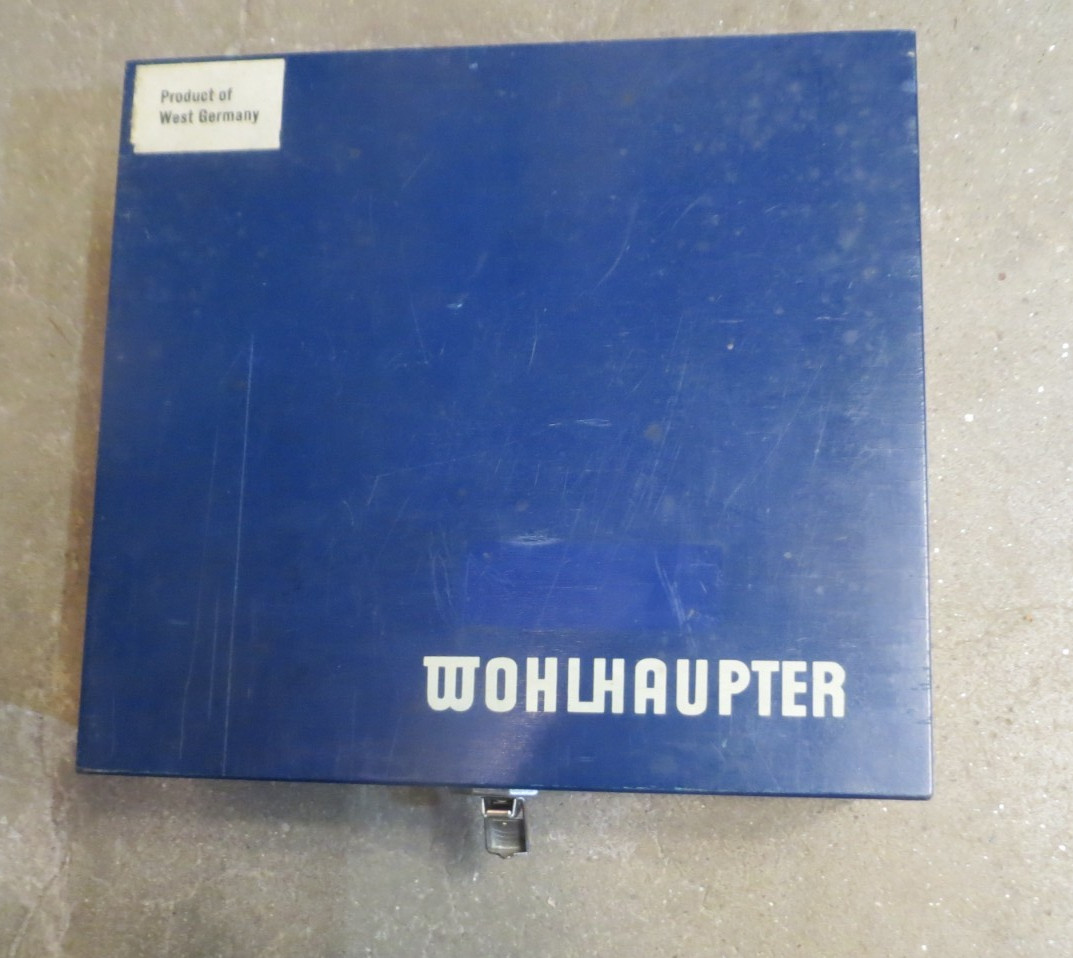 Product of
West Germany
WOHLHAUPTER